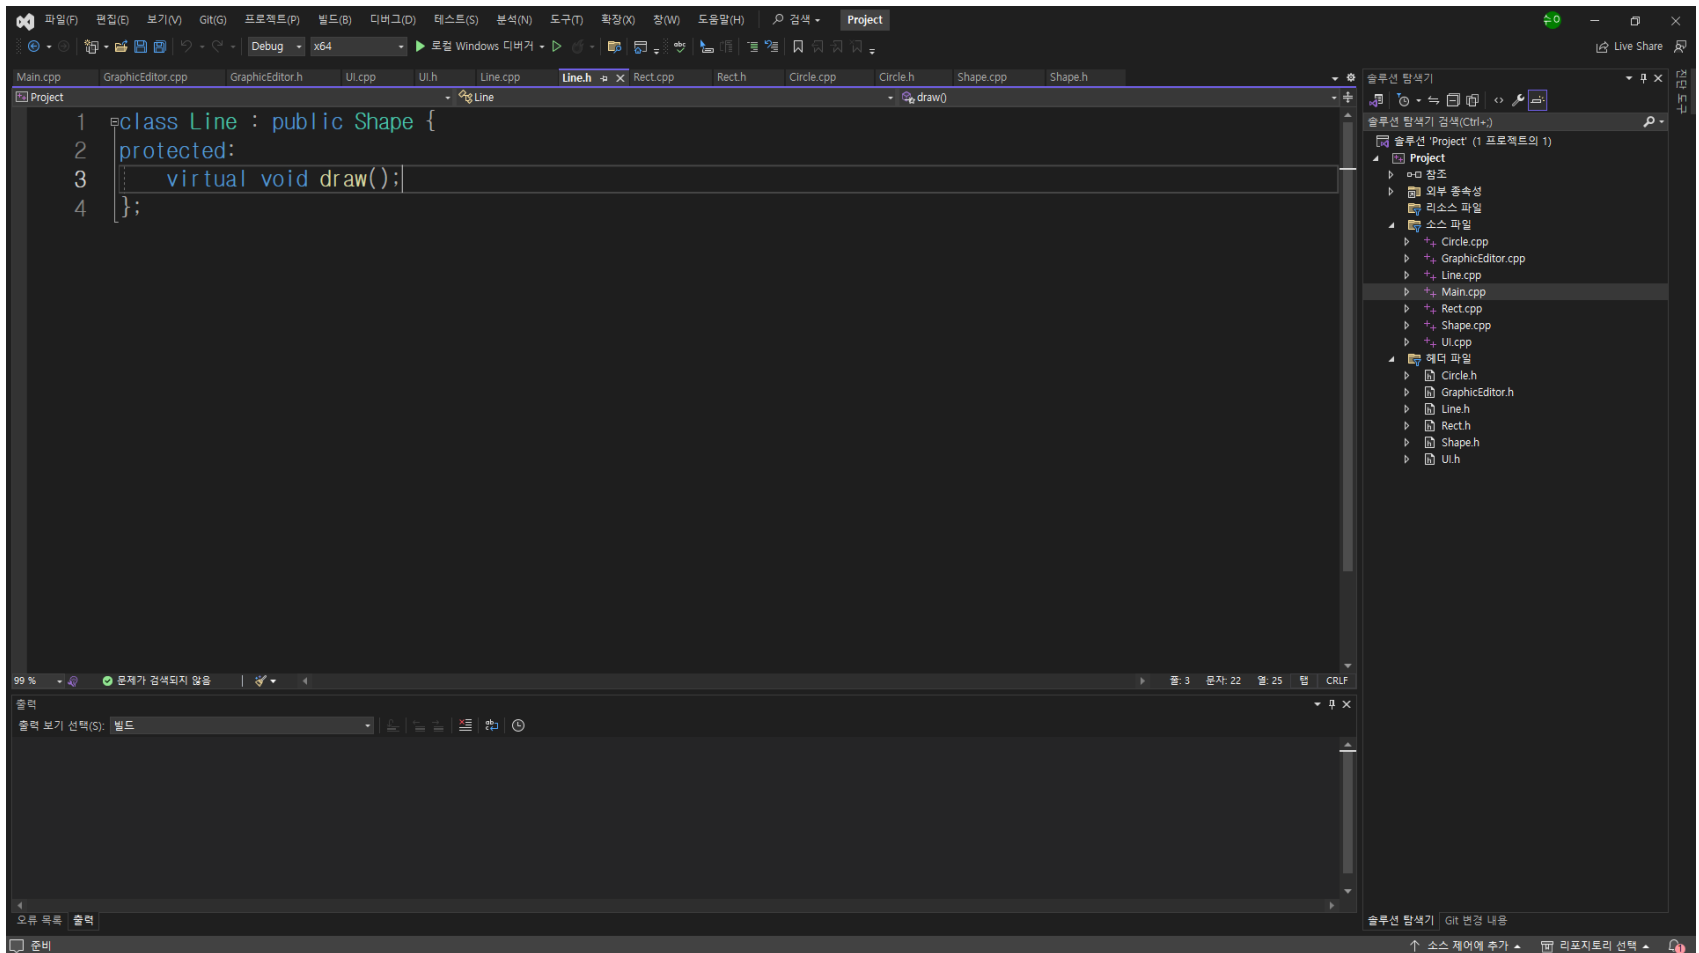 파일(F) 편집(E) 보기(V) Git(G) 프로젝트(P) 빌드(B) 디버그(D) 테스트(S) 분석(N) 도구(T) 확장(X) 창(W) 도움말(H) 검색 Project
Debug x64 로컬 Windows 디버거 Live Share
Main.cpp GraphicEditor.cpp GraphicEditor.h UI.cpp UI.h Line.cpp Line.h Rect.cpp Rect.h Circle.cpp Circle.h Shape.cpp Shape.h
Project Line draw()
1 class Line : public Shape {
2 protected:
3 virtual void draw();
4 };
99 % 문제가 검색되지 않음 줄: 3 문자: 22 열: 25 탭 CRLF
출력
출력 보기 선택(S): 빌드
오류 목록 출력
솔루션 탐색기
솔루션 탐색기 검색(Ctrl+;)
솔루션 'Project' (1 프로젝트의 1)
Project
참조
외부 종속성
리소스 파일
소스 파일
Circle.cpp
GraphicEditor.cpp
Line.cpp
Main.cpp
Rect.cpp
Shape.cpp
UI.cpp
헤더 파일
Circle.h
GraphicEditor.h
Line.h
Rect.h
Shape.h
UI.h
솔루션 탐색기 Git 변경 내용
진단 도구
준비 소스 제어에 추가 리포지토리 선택 1